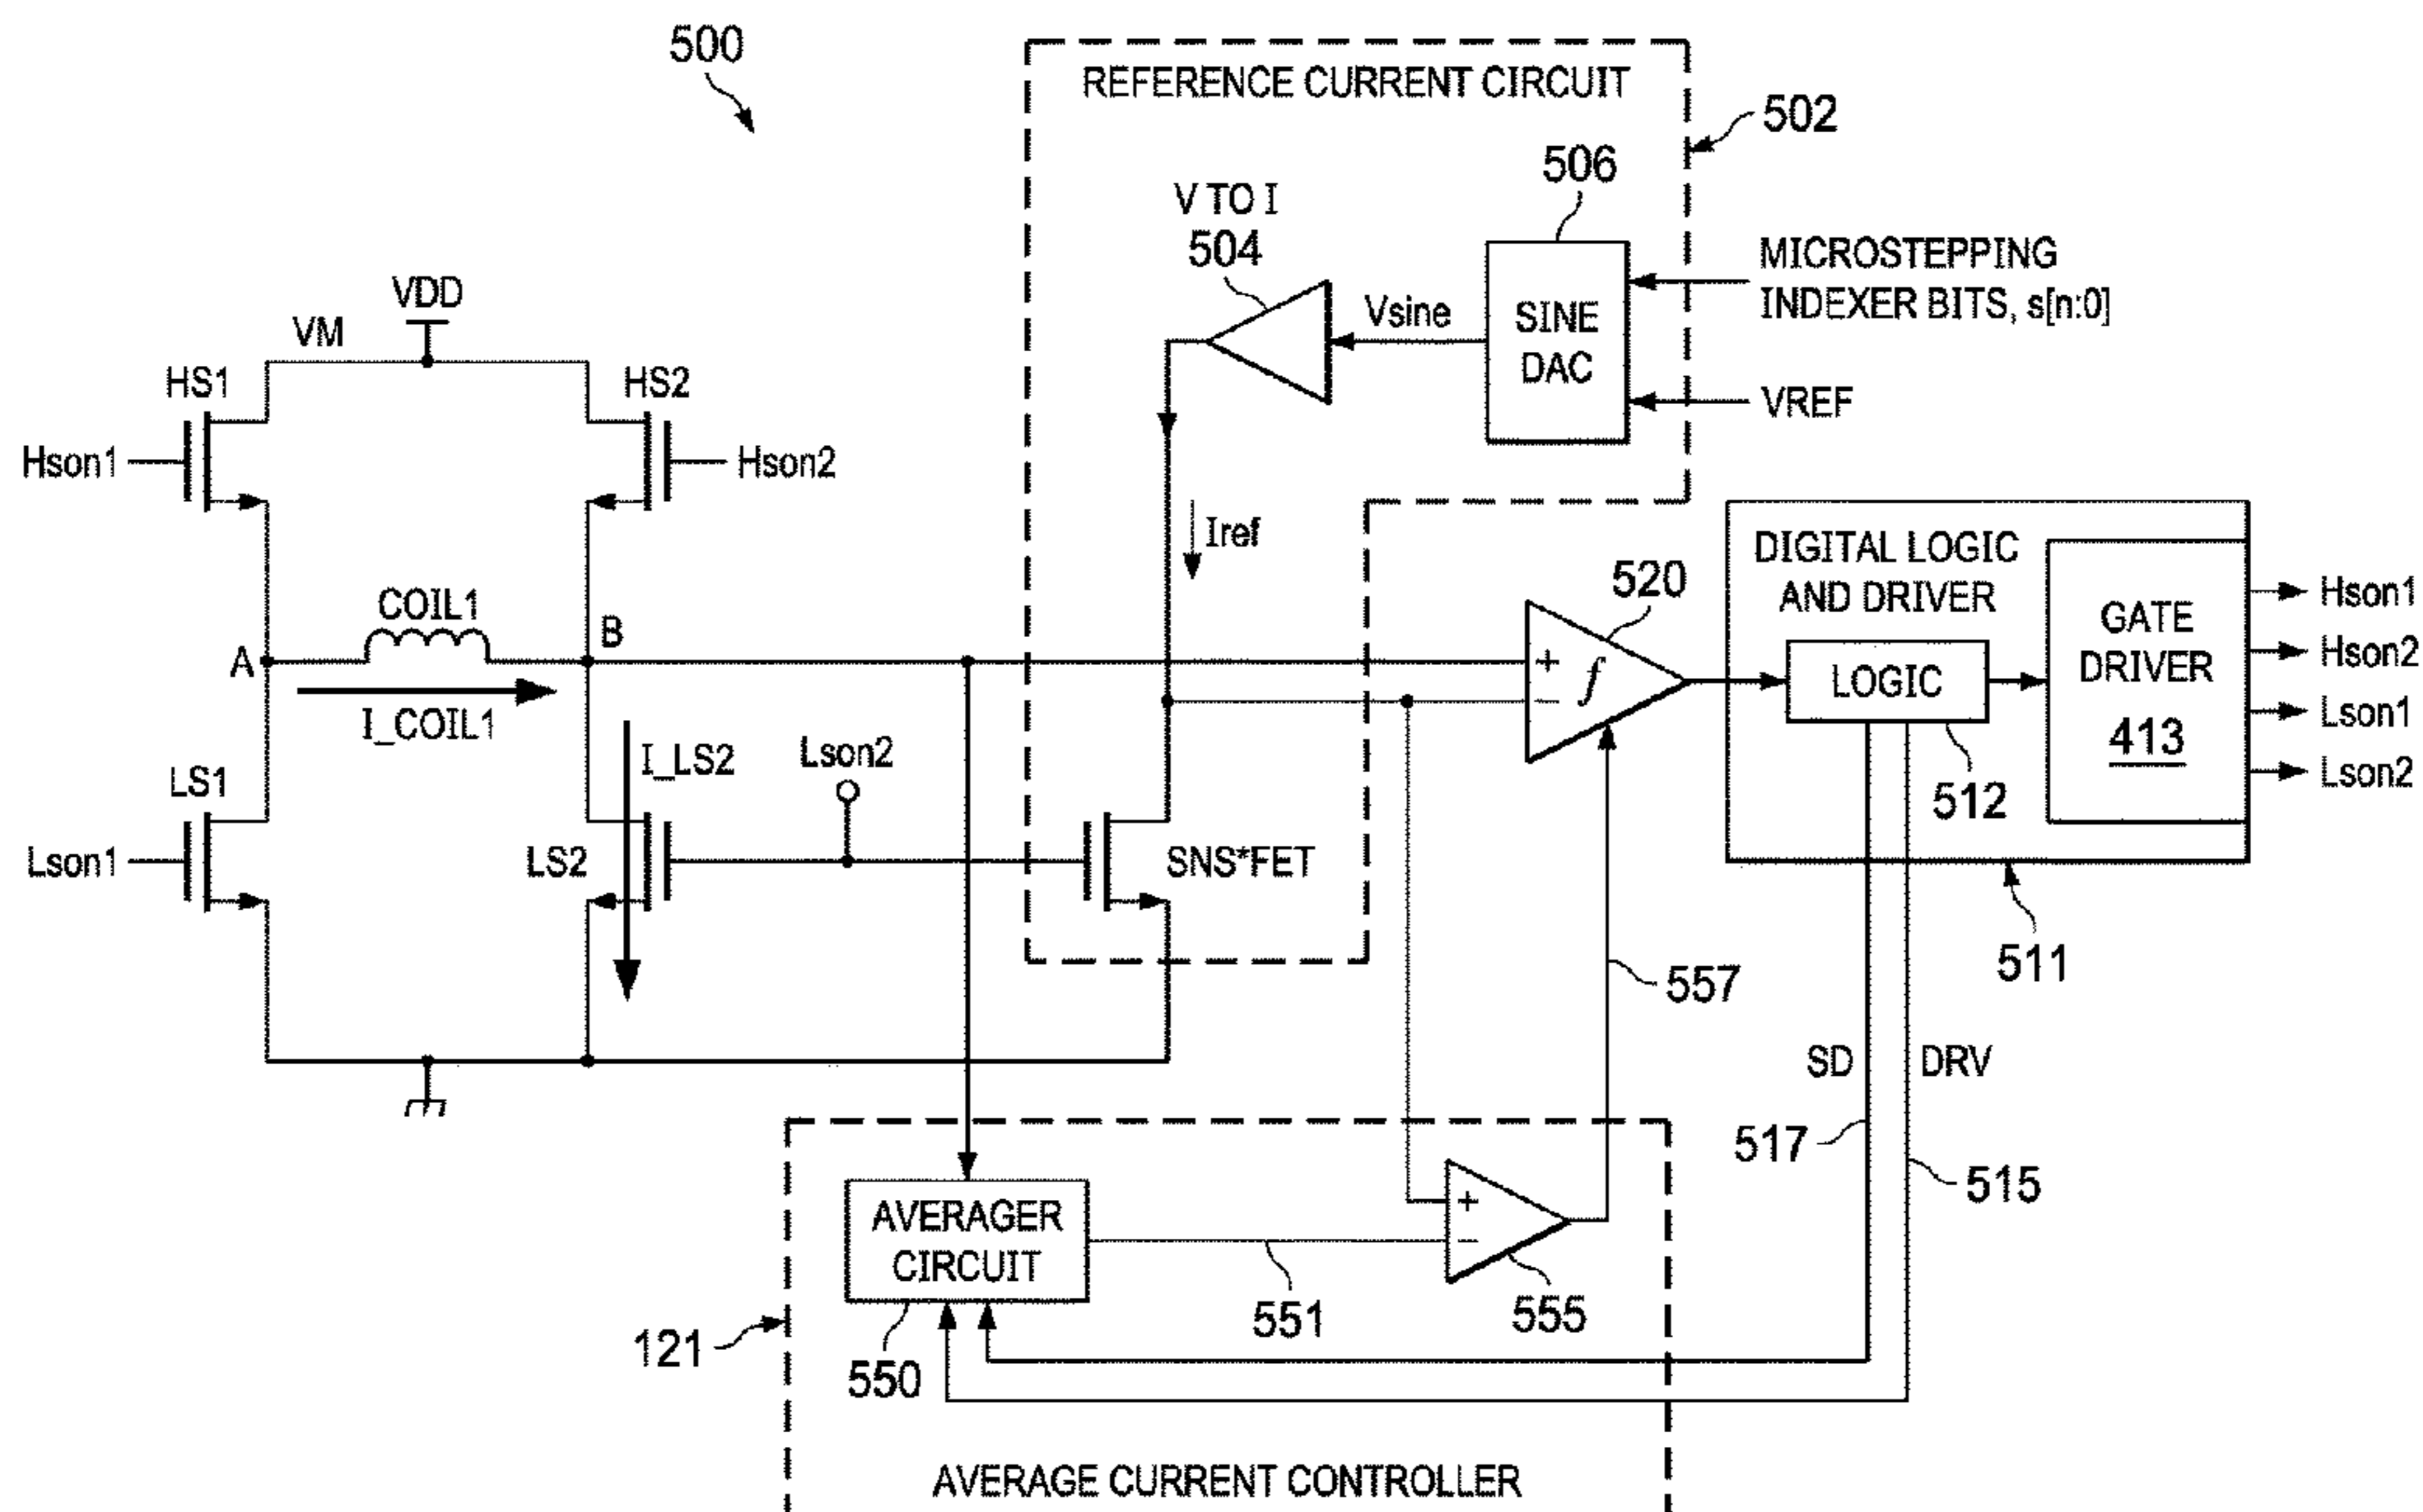 500
REFERENCE CURRENT CIRCUIT
502
506
V TO I
504
Vsine
SINE
DAC
MICROSTEPPING
INDEXER BITS, s[n:0]
VREF
VDD
VM
HS1
HS2
Hson1
Hson2
Iref
COIL1
A
B
I_COIL1
LS1
I_LS2
Lson2
Lson1
LS2
SNS*FET
520
+
f
−
DIGITAL LOGIC
AND DRIVER
LOGIC
512
GATE
DRIVER
413
Hson1
Hson2
Lson1
Lson2
511
557
SD
DRV
517
515
AVERAGER
CIRCUIT
+
−
551
555
121
550
AVERAGE CURRENT CONTROLLER